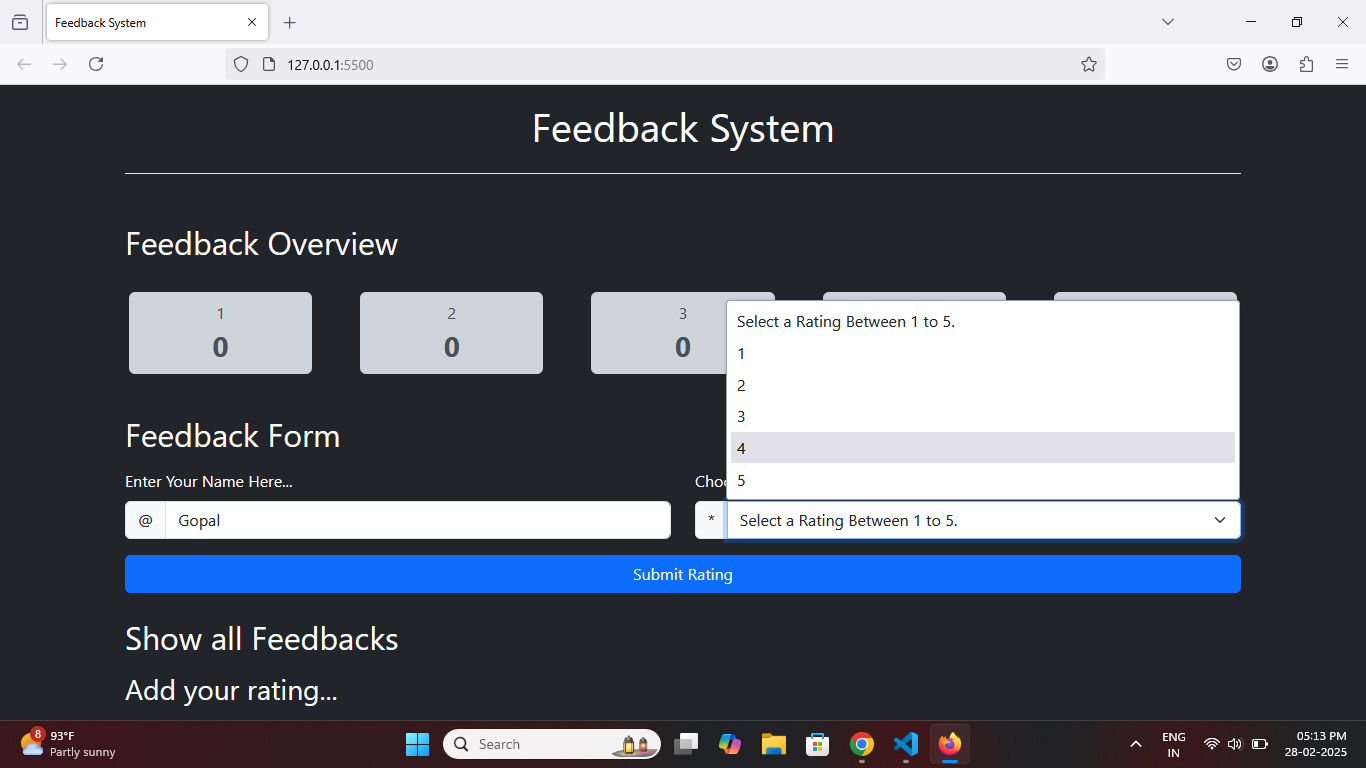 Feedback System
127.0.0.1:5500
Feedback System
Feedback Overview
1
0
2
0
3
0
Select a Rating Between 1 to 5.
1
2
3
4
5
Feedback Form
Enter Your Name Here...
Choo
@
Gopal
*
Select a Rating Between 1 to 5.
Submit Rating
Show all Feedbacks
Add your rating...
8
93°F
Partly sunny
Search
ENG
IN
05:13 PM
28-02-2025